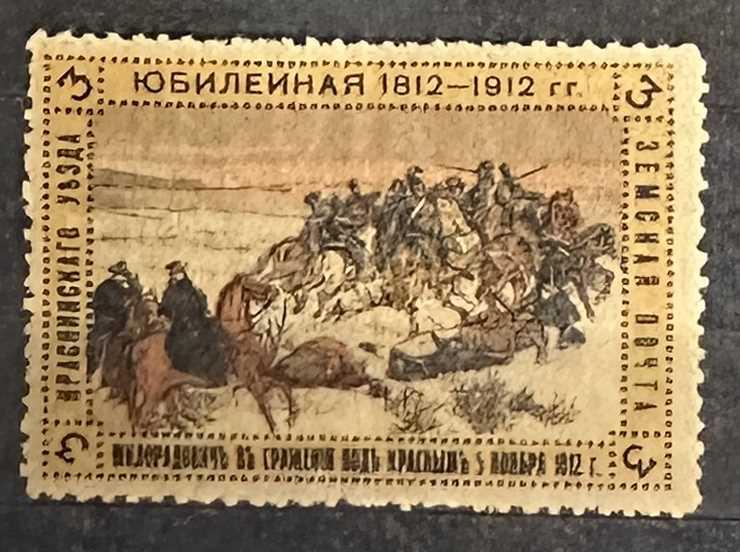 3 ЮБИЛЕЙНАЯ 1812–1912 гг. 3
КРАСНИНСКАГО УѢЗДА
ЗЕМСКАЯ ПОЧТА
3 МИЛОРАДОВИЧЪ ВЪ СРАЖЕНІИ ПОДЪ КРАСНЫМЪ 5 НОЯБРЯ 1812 г. 3